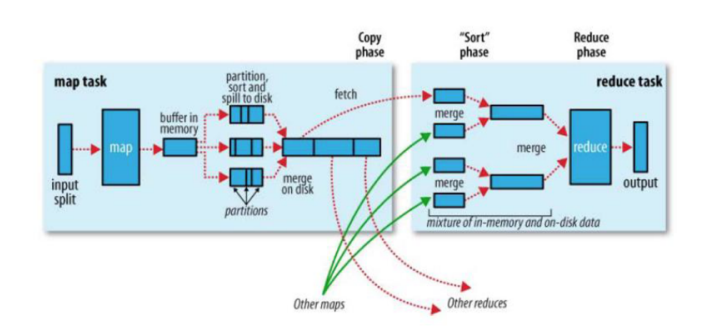 Copy
phase
"Sort"
phase
Reduce
phase
map task
partition,
sort and
spill to disk
fetch
reduce task
buffer in
memory
map
merge
merge
reduce
input
split
merge
on disk
merge
output
partitions
mixture of in-memory and on-disk data
Other maps
Other reduces